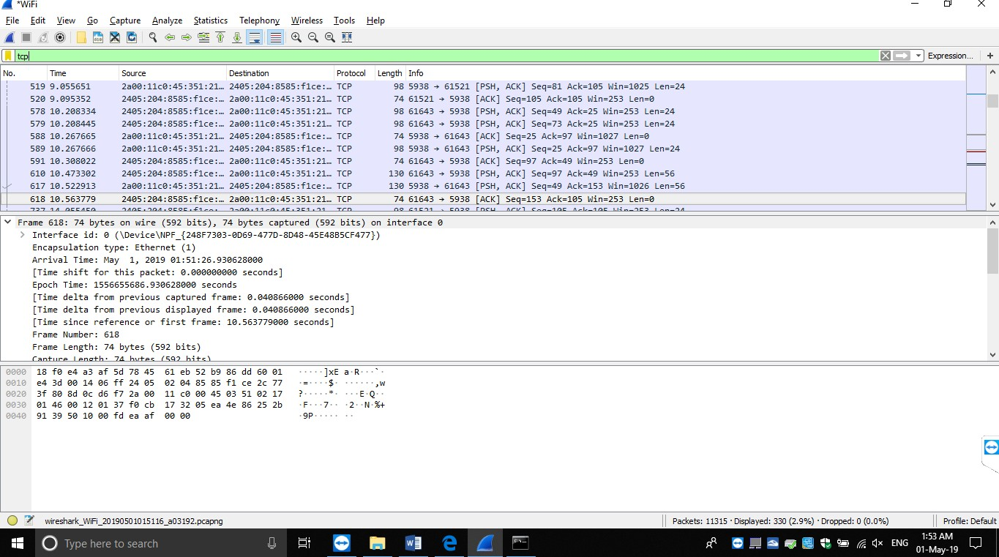 *WiFi
File Edit View Go Capture Analyze Statistics Telephony Wireless Tools Help
tcp Expression... +
No. Time Source Destination Protocol Length Info
519 9.055651 2a00:11c0:45:351:21… 2405:204:8585:f1ce:… TCP 98 5938 → 61521 [PSH, ACK] Seq=81 Ack=105 Win=1025 Len=24
520 9.095352 2405:204:8585:f1ce:… 2a00:11c0:45:351:21… TCP 74 61521 → 5938 [ACK] Seq=105 Ack=105 Win=253 Len=0
578 10.208334 2405:204:8585:f1ce:… 2a00:11c0:45:351:21… TCP 98 61643 → 5938 [PSH, ACK] Seq=49 Ack=25 Win=253 Len=24
579 10.208445 2405:204:8585:f1ce:… 2a00:11c0:45:351:21… TCP 98 61643 → 5938 [PSH, ACK] Seq=73 Ack=25 Win=253 Len=24
588 10.267665 2a00:11c0:45:351:21… 2405:204:8585:f1ce:… TCP 74 5938 → 61643 [ACK] Seq=25 Ack=97 Win=1027 Len=0
589 10.267666 2a00:11c0:45:351:21… 2405:204:8585:f1ce:… TCP 98 5938 → 61643 [PSH, ACK] Seq=25 Ack=97 Win=1027 Len=24
591 10.308022 2405:204:8585:f1ce:… 2a00:11c0:45:351:21… TCP 74 61643 → 5938 [ACK] Seq=97 Ack=49 Win=253 Len=0
610 10.473302 2405:204:8585:f1ce:… 2a00:11c0:45:351:21… TCP 130 61643 → 5938 [PSH, ACK] Seq=97 Ack=49 Win=253 Len=56
617 10.522913 2a00:11c0:45:351:21… 2405:204:8585:f1ce:… TCP 130 5938 → 61643 [PSH, ACK] Seq=49 Ack=153 Win=1026 Len=56
618 10.563779 2405:204:8585:f1ce:… 2a00:11c0:45:351:21… TCP 74 61643 → 5938 [ACK] Seq=153 Ack=105 Win=253 Len=0
737 14.055450 2405:204:8585:f1ce:… 2a00:11c0:45:351:21… TCP 98 61521 → 5938 [PSH, ACK] Seq=105 Ack=105 Win=253 Len=24
Frame 618: 74 bytes on wire (592 bits), 74 bytes captured (592 bits) on interface 0
Interface id: 0 (\Device\NPF_{248F7303-0D69-477D-8D48-45E48B5CF477})
Encapsulation type: Ethernet (1)
Arrival Time: May  1, 2019 01:51:26.930628000
[Time shift for this packet: 0.000000000 seconds]
Epoch Time: 1556655686.930628000 seconds
[Time delta from previous captured frame: 0.040866000 seconds]
[Time delta from previous displayed frame: 0.040866000 seconds]
[Time since reference or first frame: 10.563779000 seconds]
Frame Number: 618
Frame Length: 74 bytes (592 bits)
Capture Length: 74 bytes (592 bits)
0000 18 f0 e4 a3 af 5d 78 45 61 eb 52 b9 86 dd 60 01 ·····]xE a·R···`·
0010 e4 3d 00 14 06 ff 24 05 02 04 85 85 f1 ce 2c 77 ·=····$· ······,w
0020 3f 80 8d 0c d6 f7 2a 00 11 c0 00 45 03 51 02 17 ?·····*· ···E·Q··
0030 01 46 00 12 01 37 f0 cb 17 32 05 ea 4e 86 25 2b ·F···7·· ·2··N·%+
0040 91 39 50 10 00 fd ea af 00 00 ·9P····· ··
wireshark_WiFi_20190501015116_a03192.pcapng Packets: 11315 · Displayed: 330 (2.9%) · Dropped: 0 (0.0%) Profile: Default
Type here to search ENG 1:53 AM
01-May-19